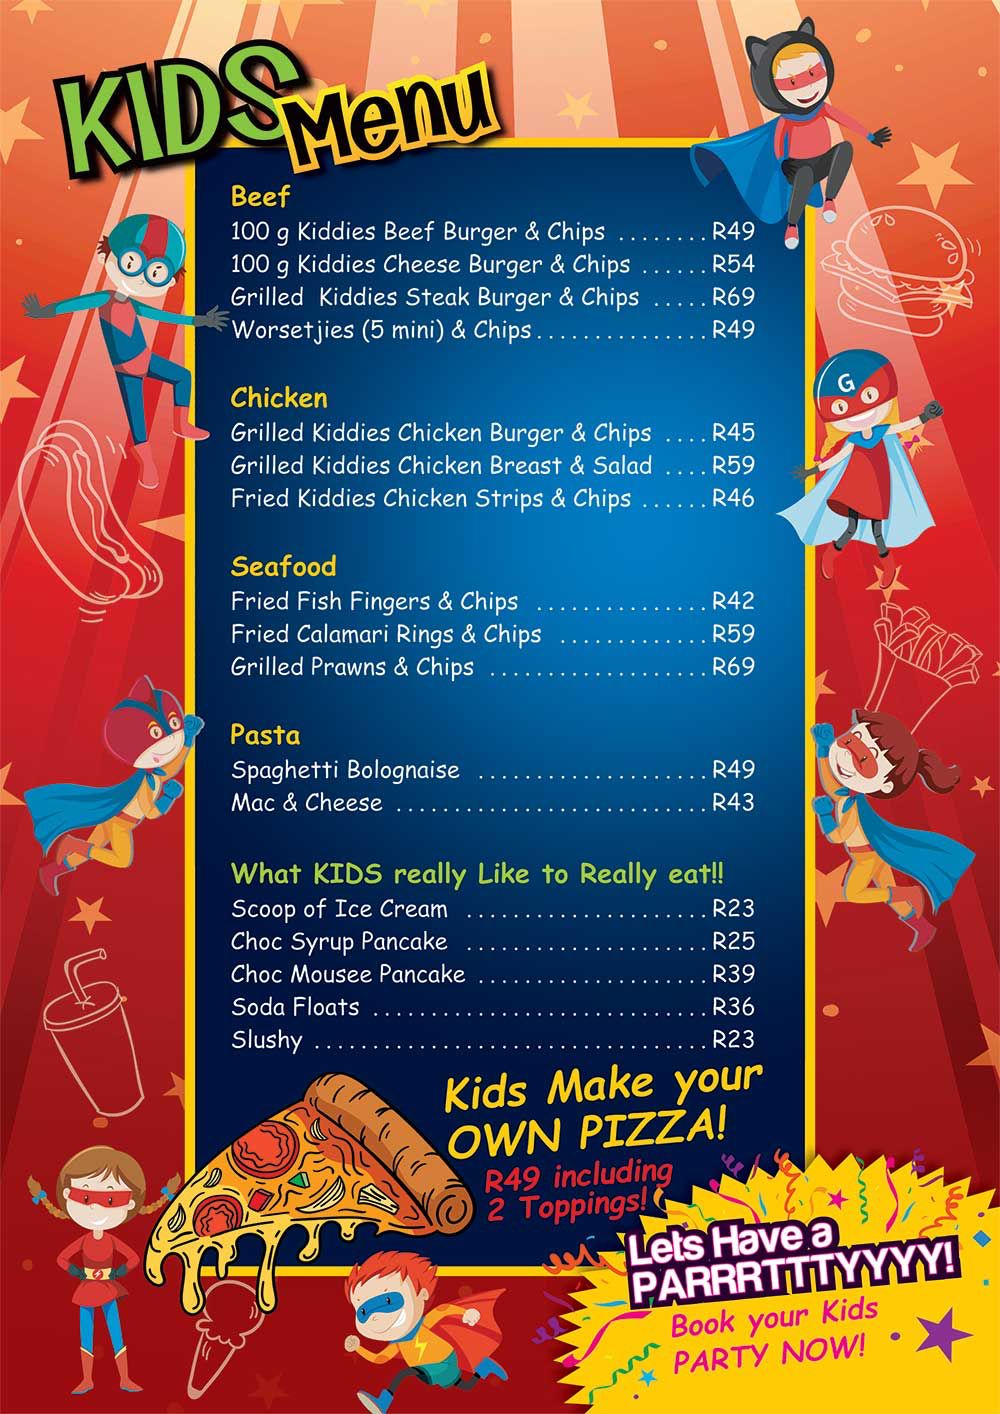 KIDS Menu
Beef
100 g Kiddies Beef Burger & Chips ........ R49
100 g Kiddies Cheese Burger & Chips ...... R54
Grilled Kiddies Steak Burger & Chips ..... R69
Worsetjies (5 mini) & Chips ............... R49
Chicken
Grilled Kiddies Chicken Burger & Chips .... R45
Grilled Kiddies Chicken Breast & Salad .... R59
Fried Kiddies Chicken Strips & Chips ...... R46
Seafood
Fried Fish Fingers & Chips ............... R42
Fried Calamari Rings & Chips ............. R59
Grilled Prawns & Chips ................... R69
Pasta
Spaghetti Bolognaise .................... R49
Mac & Cheese ........................... R43
What KIDS really Like to Really eat!!
Scoop of Ice Cream ..................... R23
Choc Syrup Pancake ..................... R25
Choc Mousee Pancake .................... R39
Soda Floats ............................. R36
Slushy .................................. R23
Kids Make your
OWN PIZZA!
R49 including
2 Toppings!
Lets Have a
PARRRTTTYYYY!
Book your Kids
PARTY NOW!
G